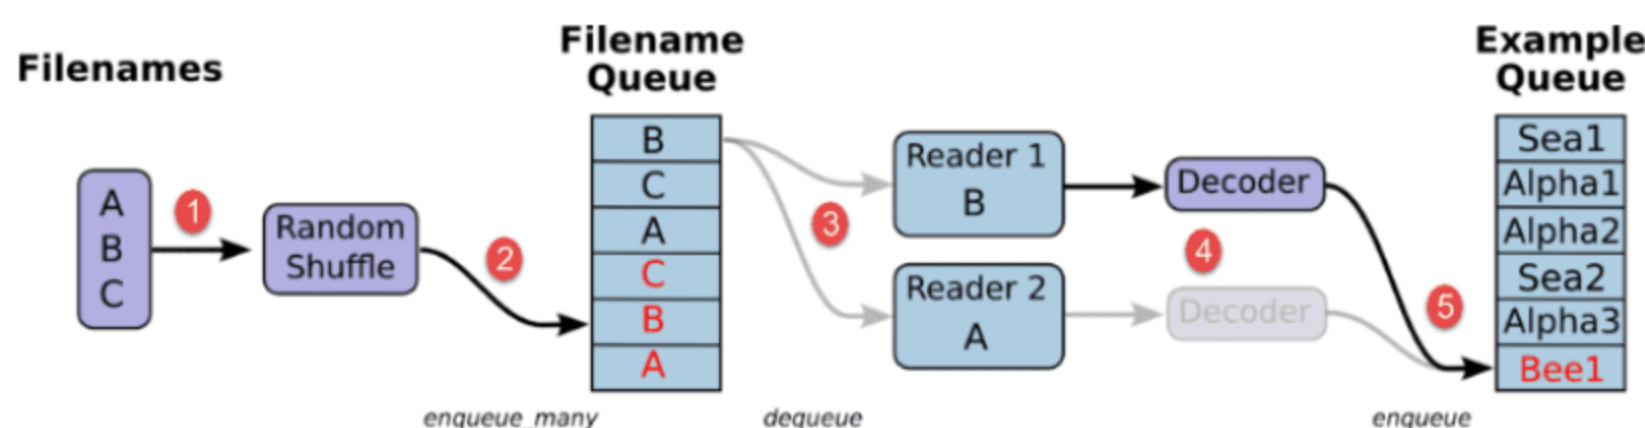 Filenames
A
B
C
1
Random
Shuffle
2
Filename
Queue
B
C
A
C
B
A
enqueue_many
dequeue
3
Reader 1
B
Reader 2
A
Decoder
4
Decoder
5
enqueue
Example
Queue
Sea1
Alpha1
Alpha2
Sea2
Alpha3
Bee1